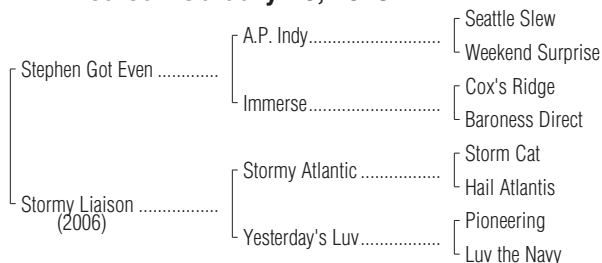 Seattle Slew
A.P. Indy
Weekend Surprise
Stephen Got Even
Cox's Ridge
Immerse
Baroness Direct
Storm Cat
Stormy Atlantic
Hail Atlantis
Stormy Liaison
(2006)
Pioneering
Yesterday's Luv
Luv the Navy